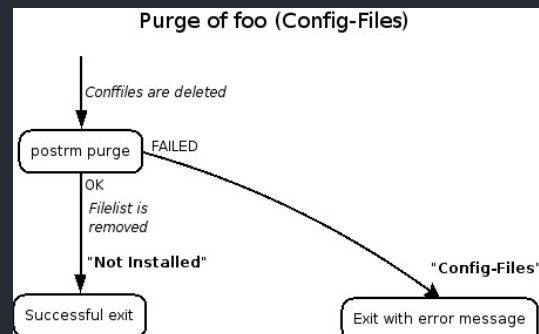 Purge of foo (Config-Files)
Conffiles are deleted
postrm purge
FAILED
OK
Filelist is
removed
"Not Installed"
"Config-Files"
Successful exit
Exit with error message